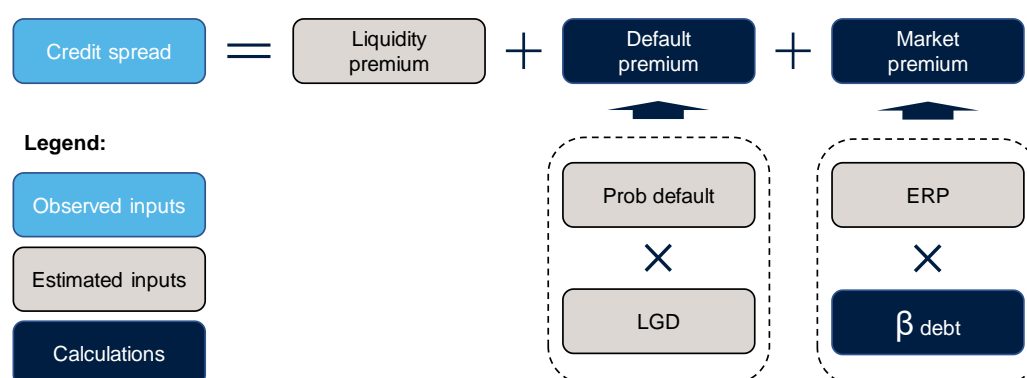 Credit spread
=
Liquidity
premium
+
Default
premium
+
Market
premium
Legend:
Observed inputs
Estimated inputs
Calculations
Prob default
×
LGD
ERP
×
β debt